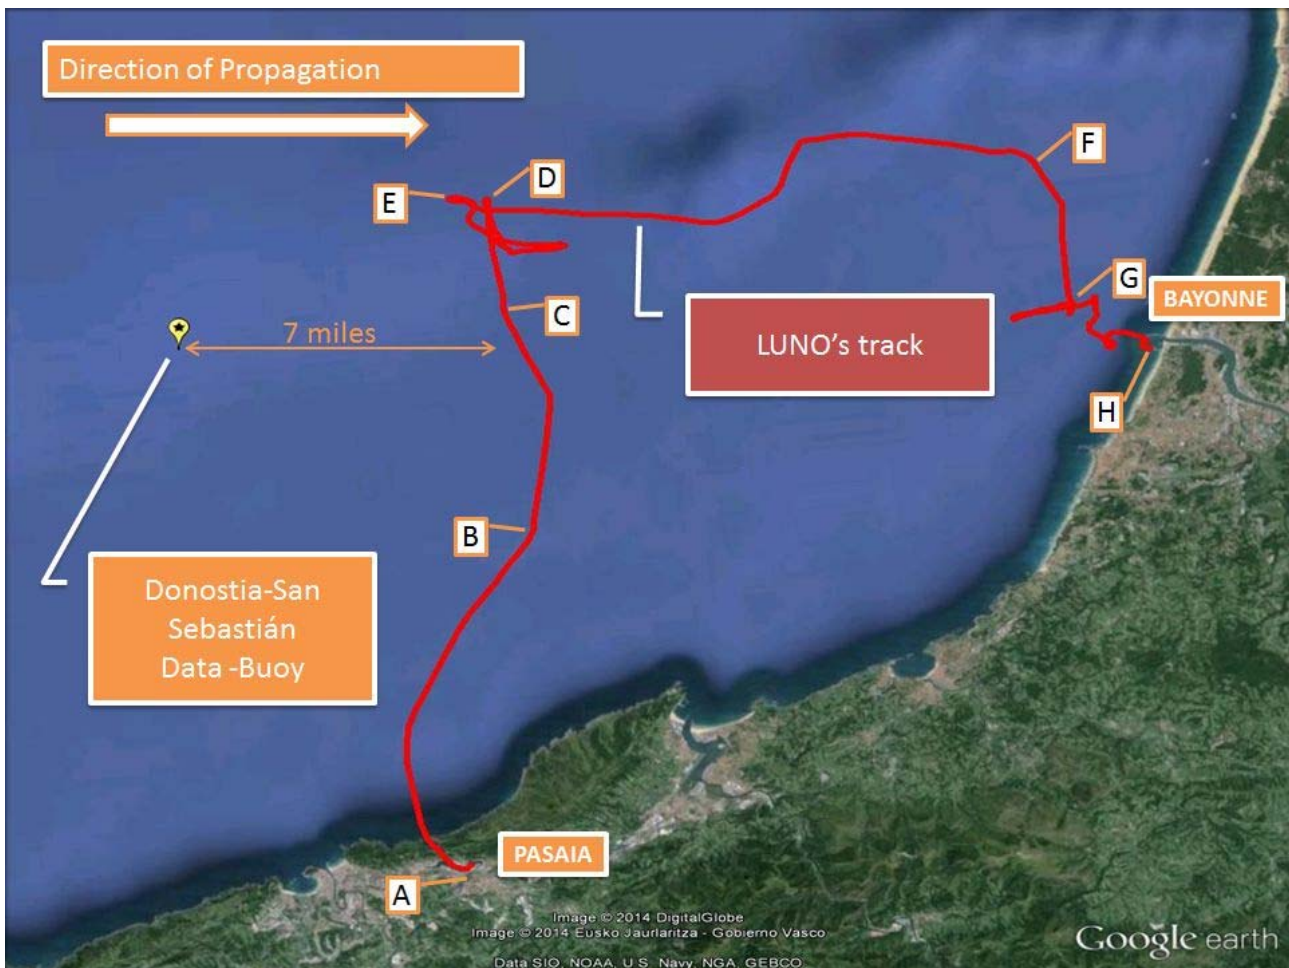 Direction of Propagation
D
E
F
C
7 miles
G
BAYONNE
LUNO's track
H
B
Donostia-San
Sebastián
Data -Buoy
PASAIA
A
Image © 2014 DigitalGlobe
Image © 2014 Eusko Jaurlaritza - Gobierno Vasco
Data SIO, NOAA, U.S. Navy, NGA, GEBCO
Google earth